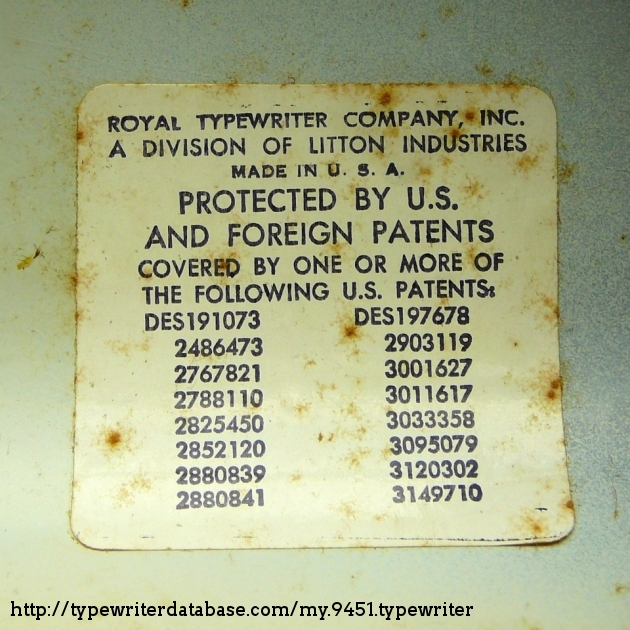 ROYAL TYPEWRITER COMPANY, INC.
A DIVISION OF LITTON INDUSTRIES
MADE IN U. S. A.
PROTECTED BY U.S.
AND FOREIGN PATENTS
COVERED BY ONE OR MORE OF
THE FOLLOWING U.S. PATENTS:
DES191073 DES197678
2486473 2903119
2767821 3001627
2788110 3011617
2825450 3033358
2852120 3095079
2880839 3120302
2880841 3149710
http://typewriterdatabase.com/my.9451.typewriter